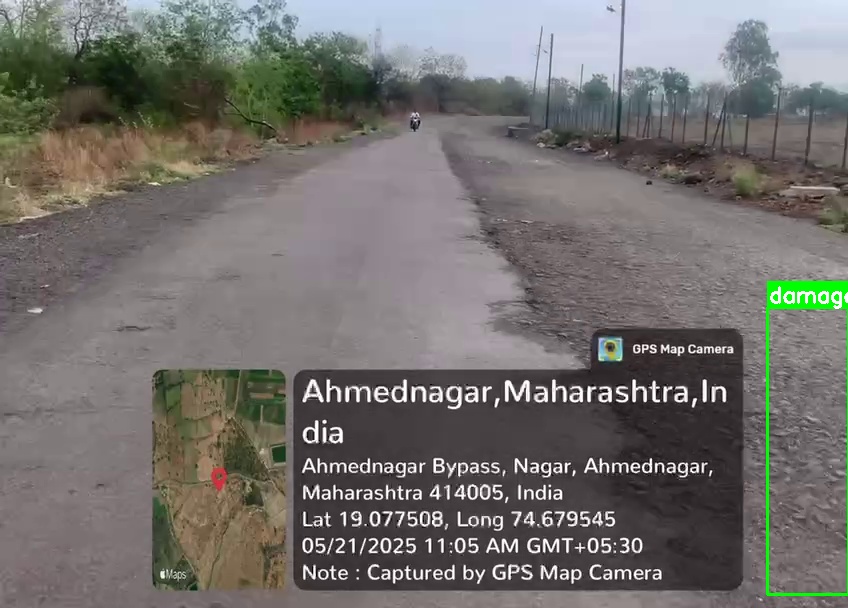 damage
GPS Map Camera
Ahmednagar,Maharashtra,In
dia
Ahmednagar Bypass, Nagar, Ahmednagar,
Maharashtra 414005, India
Lat 19.077508, Long 74.679545
05/21/2025 11:05 AM GMT+05:30
Note : Captured by GPS Map Camera
Maps